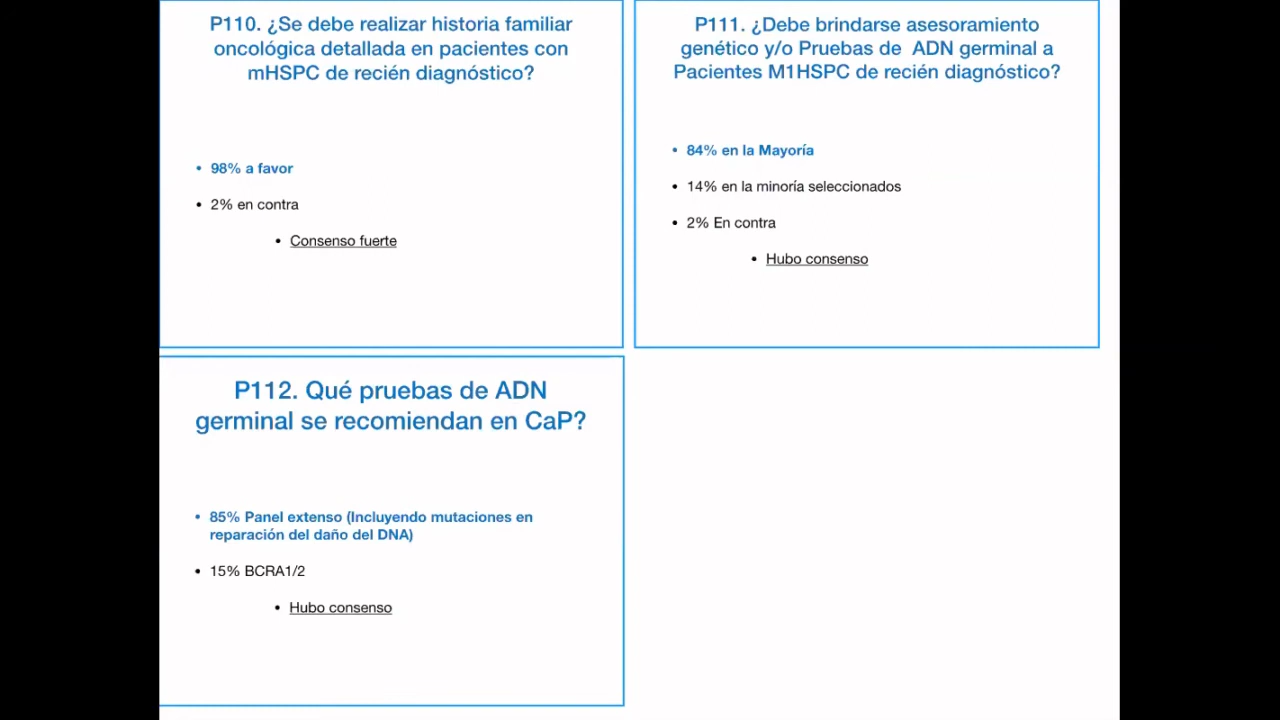 P110. ¿Se debe realizar historia familiar
oncológica detallada en pacientes con
mHSPC de recién diagnóstico?
• 98% a favor
• 2% en contra
• Consenso fuerte
P111. ¿Debe brindarse asesoramiento
genético y/o Pruebas de ADN germinal a
Pacientes M1HSPC de recién diagnóstico?
• 84% en la Mayoría
• 14% en la minoría seleccionados
• 2% En contra
• Hubo consenso
P112. Qué pruebas de ADN
germinal se recomiendan en CaP?
• 85% Panel extenso (Incluyendo mutaciones en
reparación del daño del DNA)
• 15% BCRA1/2
• Hubo consenso